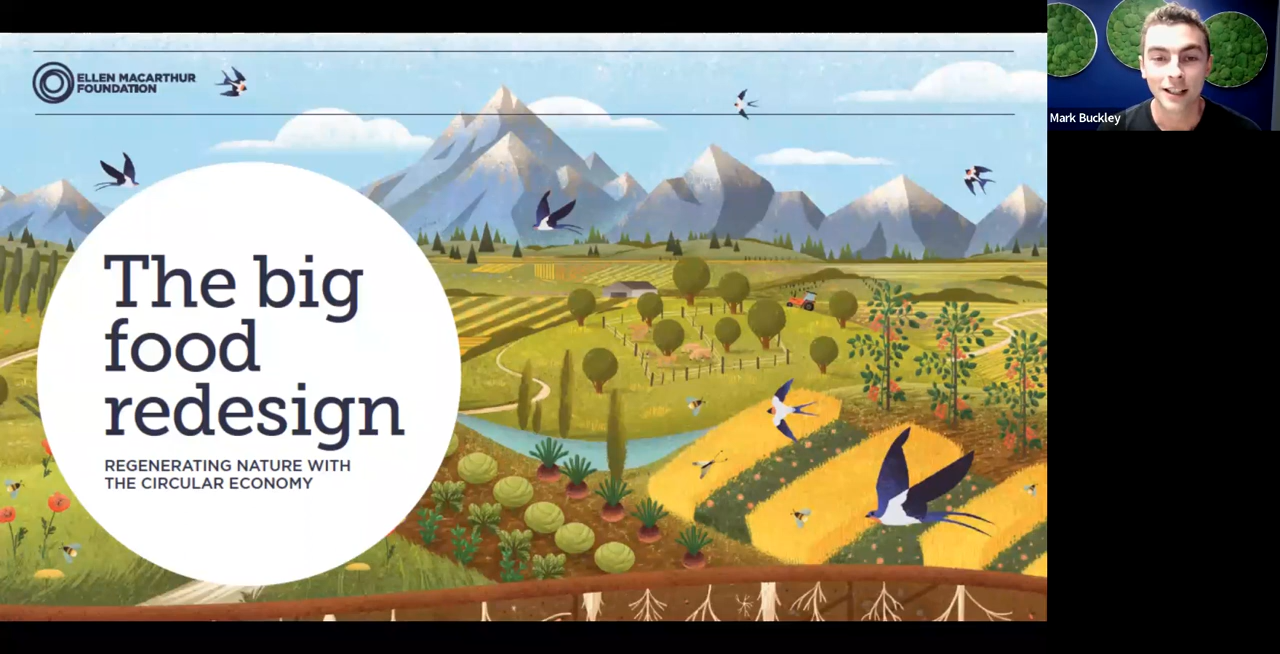 ELLEN MACARTHUR
FOUNDATION
The big
food
redesign
REGENERATING NATURE WITH
THE CIRCULAR ECONOMY
Mark Buckley